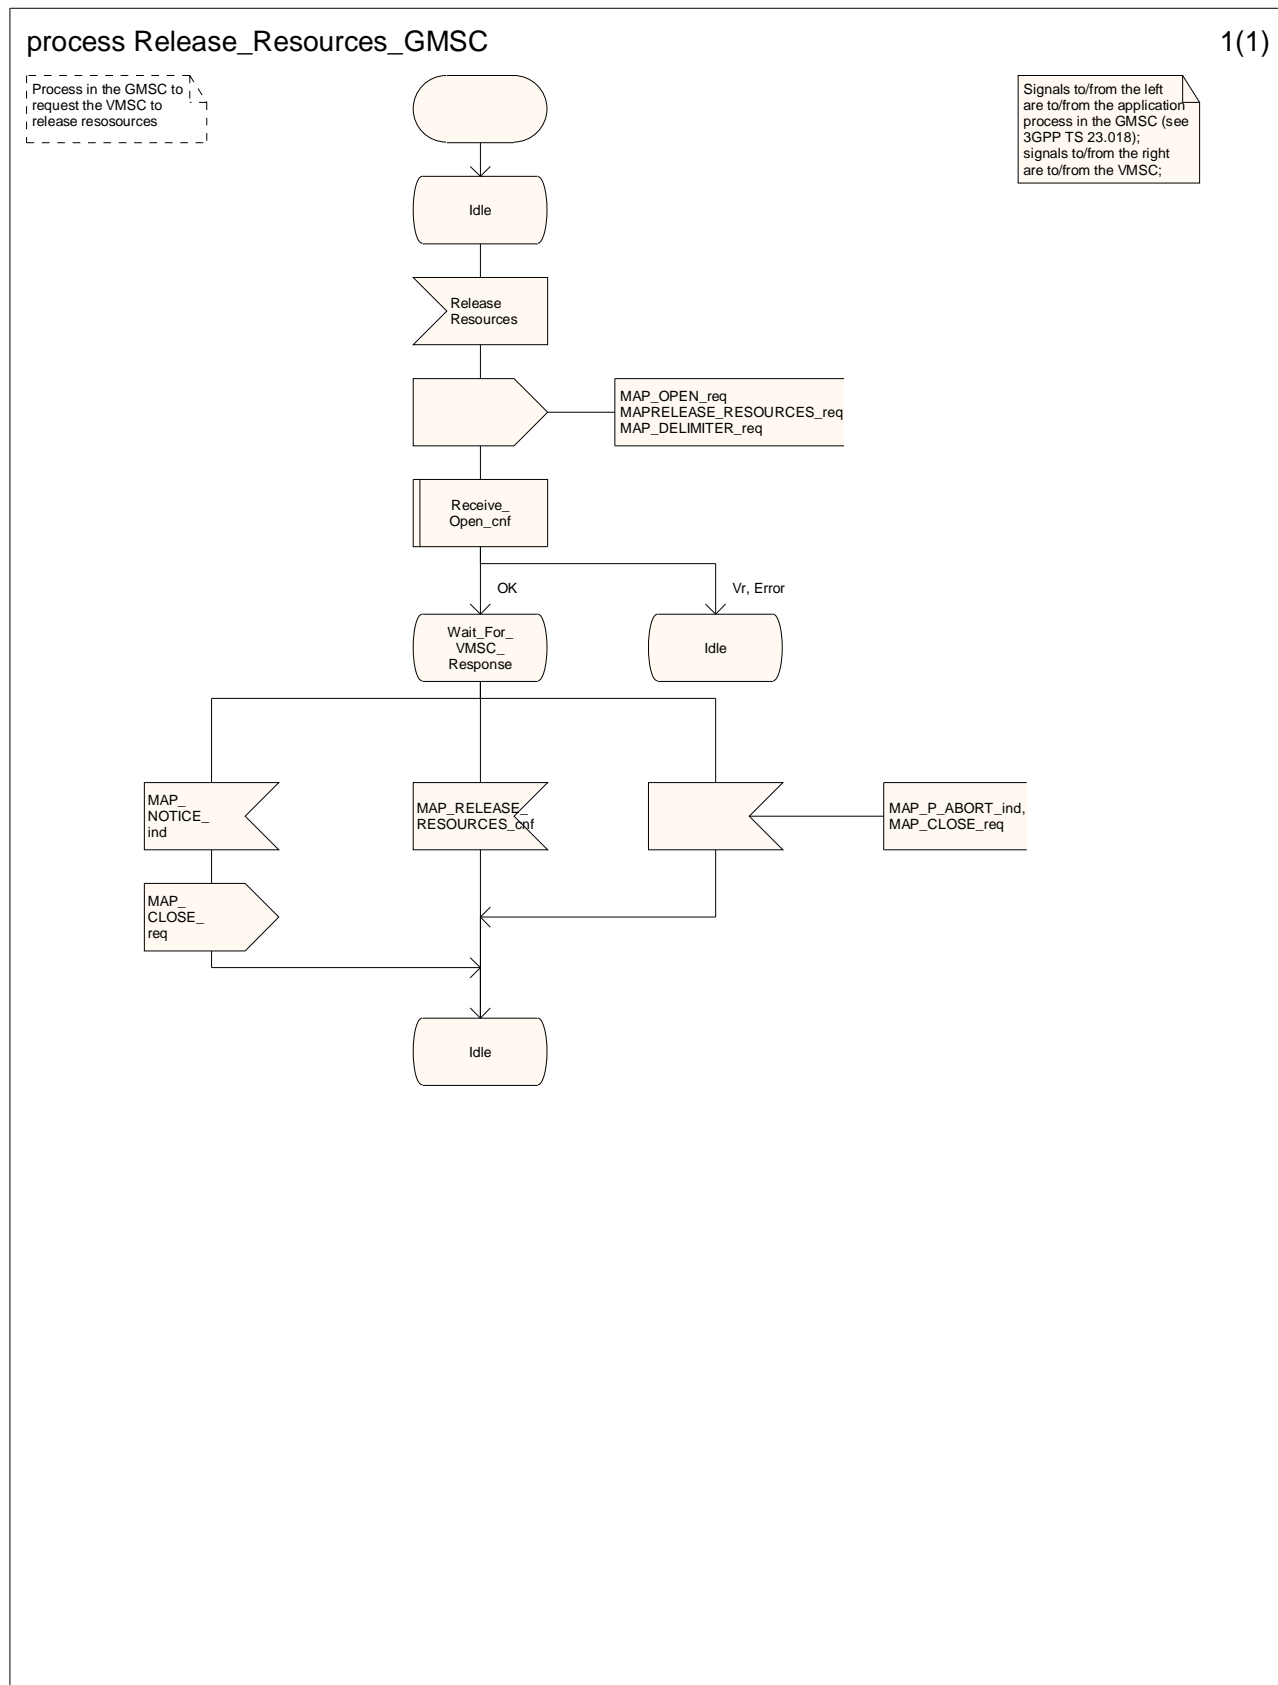 process Release_Resources_GMSC
1(1)
Process in the GMSC to
request the VMSC to
release resosources
Signals to/from the left
are to/from the application
process in the GMSC (see
3GPP TS 23.018);
signals to/from the right
are to/from the VMSC;
Idle
Release
Resources
MAP_OPEN_req
MAPRELEASE_RESOURCES_req
MAP_DELIMITER_req
Receive_
Open_cnf
OK
Vr, Error
Wait_For_
VMSC_
Response
Idle
MAP_
NOTICE_
ind
MAP_RELEASE_
RESOURCES_cnf
MAP_P_ABORT_ind,
MAP_CLOSE_req
MAP_
CLOSE_
req
Idle